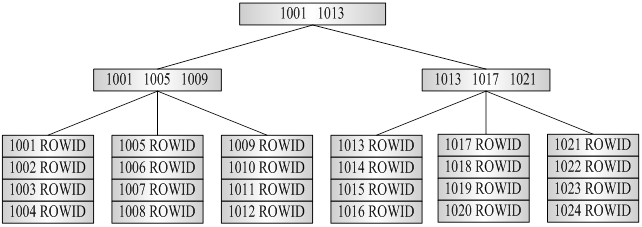 1001 1013
1001 1005 1009
1013 1017 1021
1001 ROWID
1002 ROWID
1003 ROWID
1004 ROWID
1005 ROWID
1006 ROWID
1007 ROWID
1008 ROWID
1009 ROWID
1010 ROWID
1011 ROWID
1012 ROWID
1013 ROWID
1014 ROWID
1015 ROWID
1016 ROWID
1017 ROWID
1018 ROWID
1019 ROWID
1020 ROWID
1021 ROWID
1022 ROWID
1023 ROWID
1024 ROWID